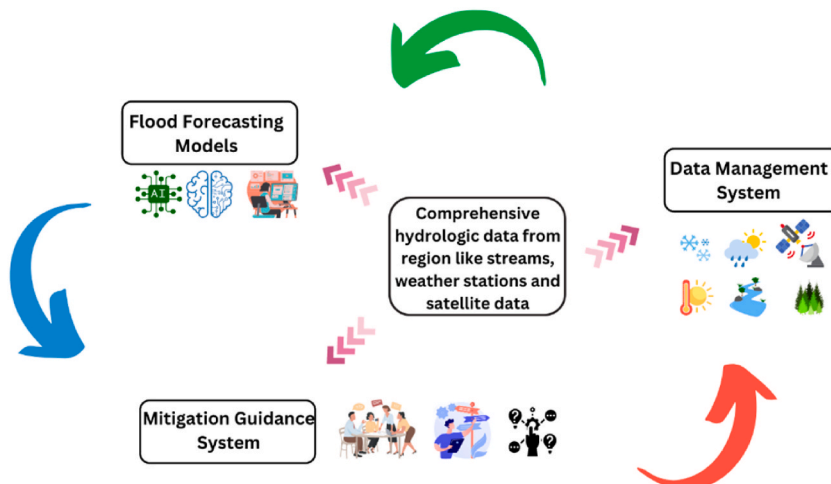 Flood Forecasting
Models
AI
Data Management
System
Comprehensive
hydrologic data from
region like streams,
weather stations and
satellite data
Mitigation Guidance
System